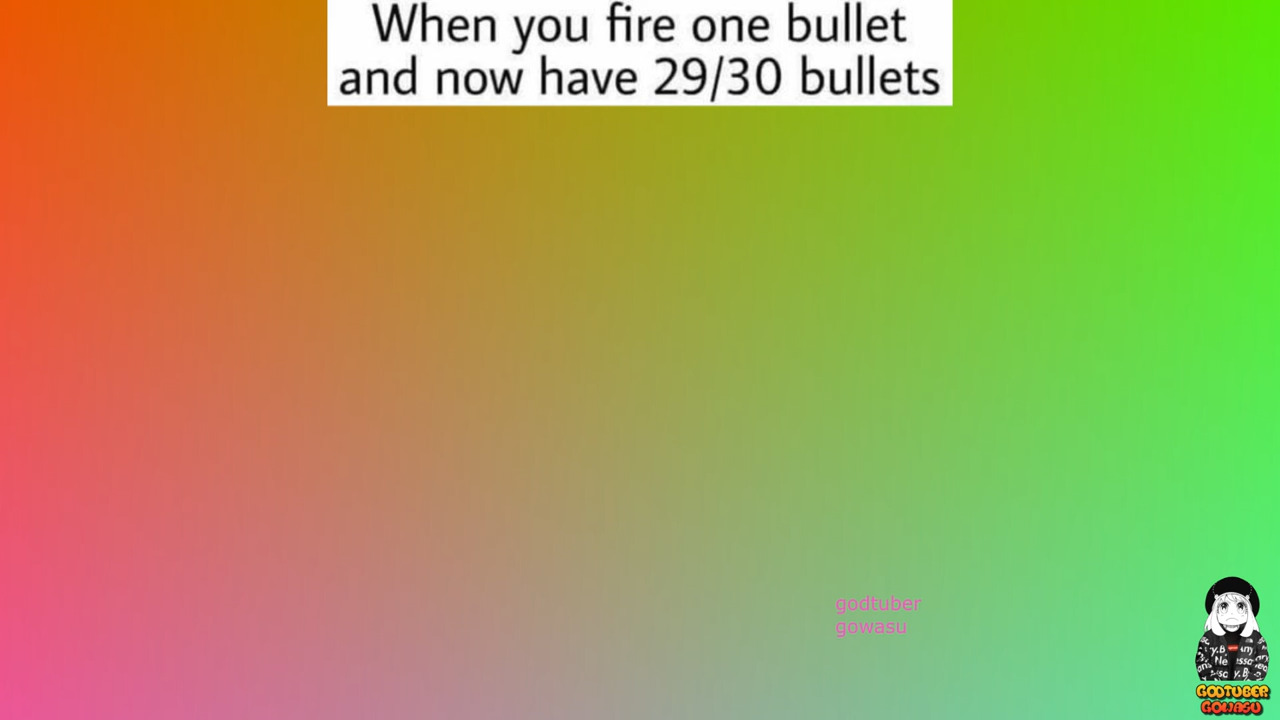 When you fire one bullet
and now have 29/30 bullets
godtuber
gowasu
GODTUBER
GOWASU